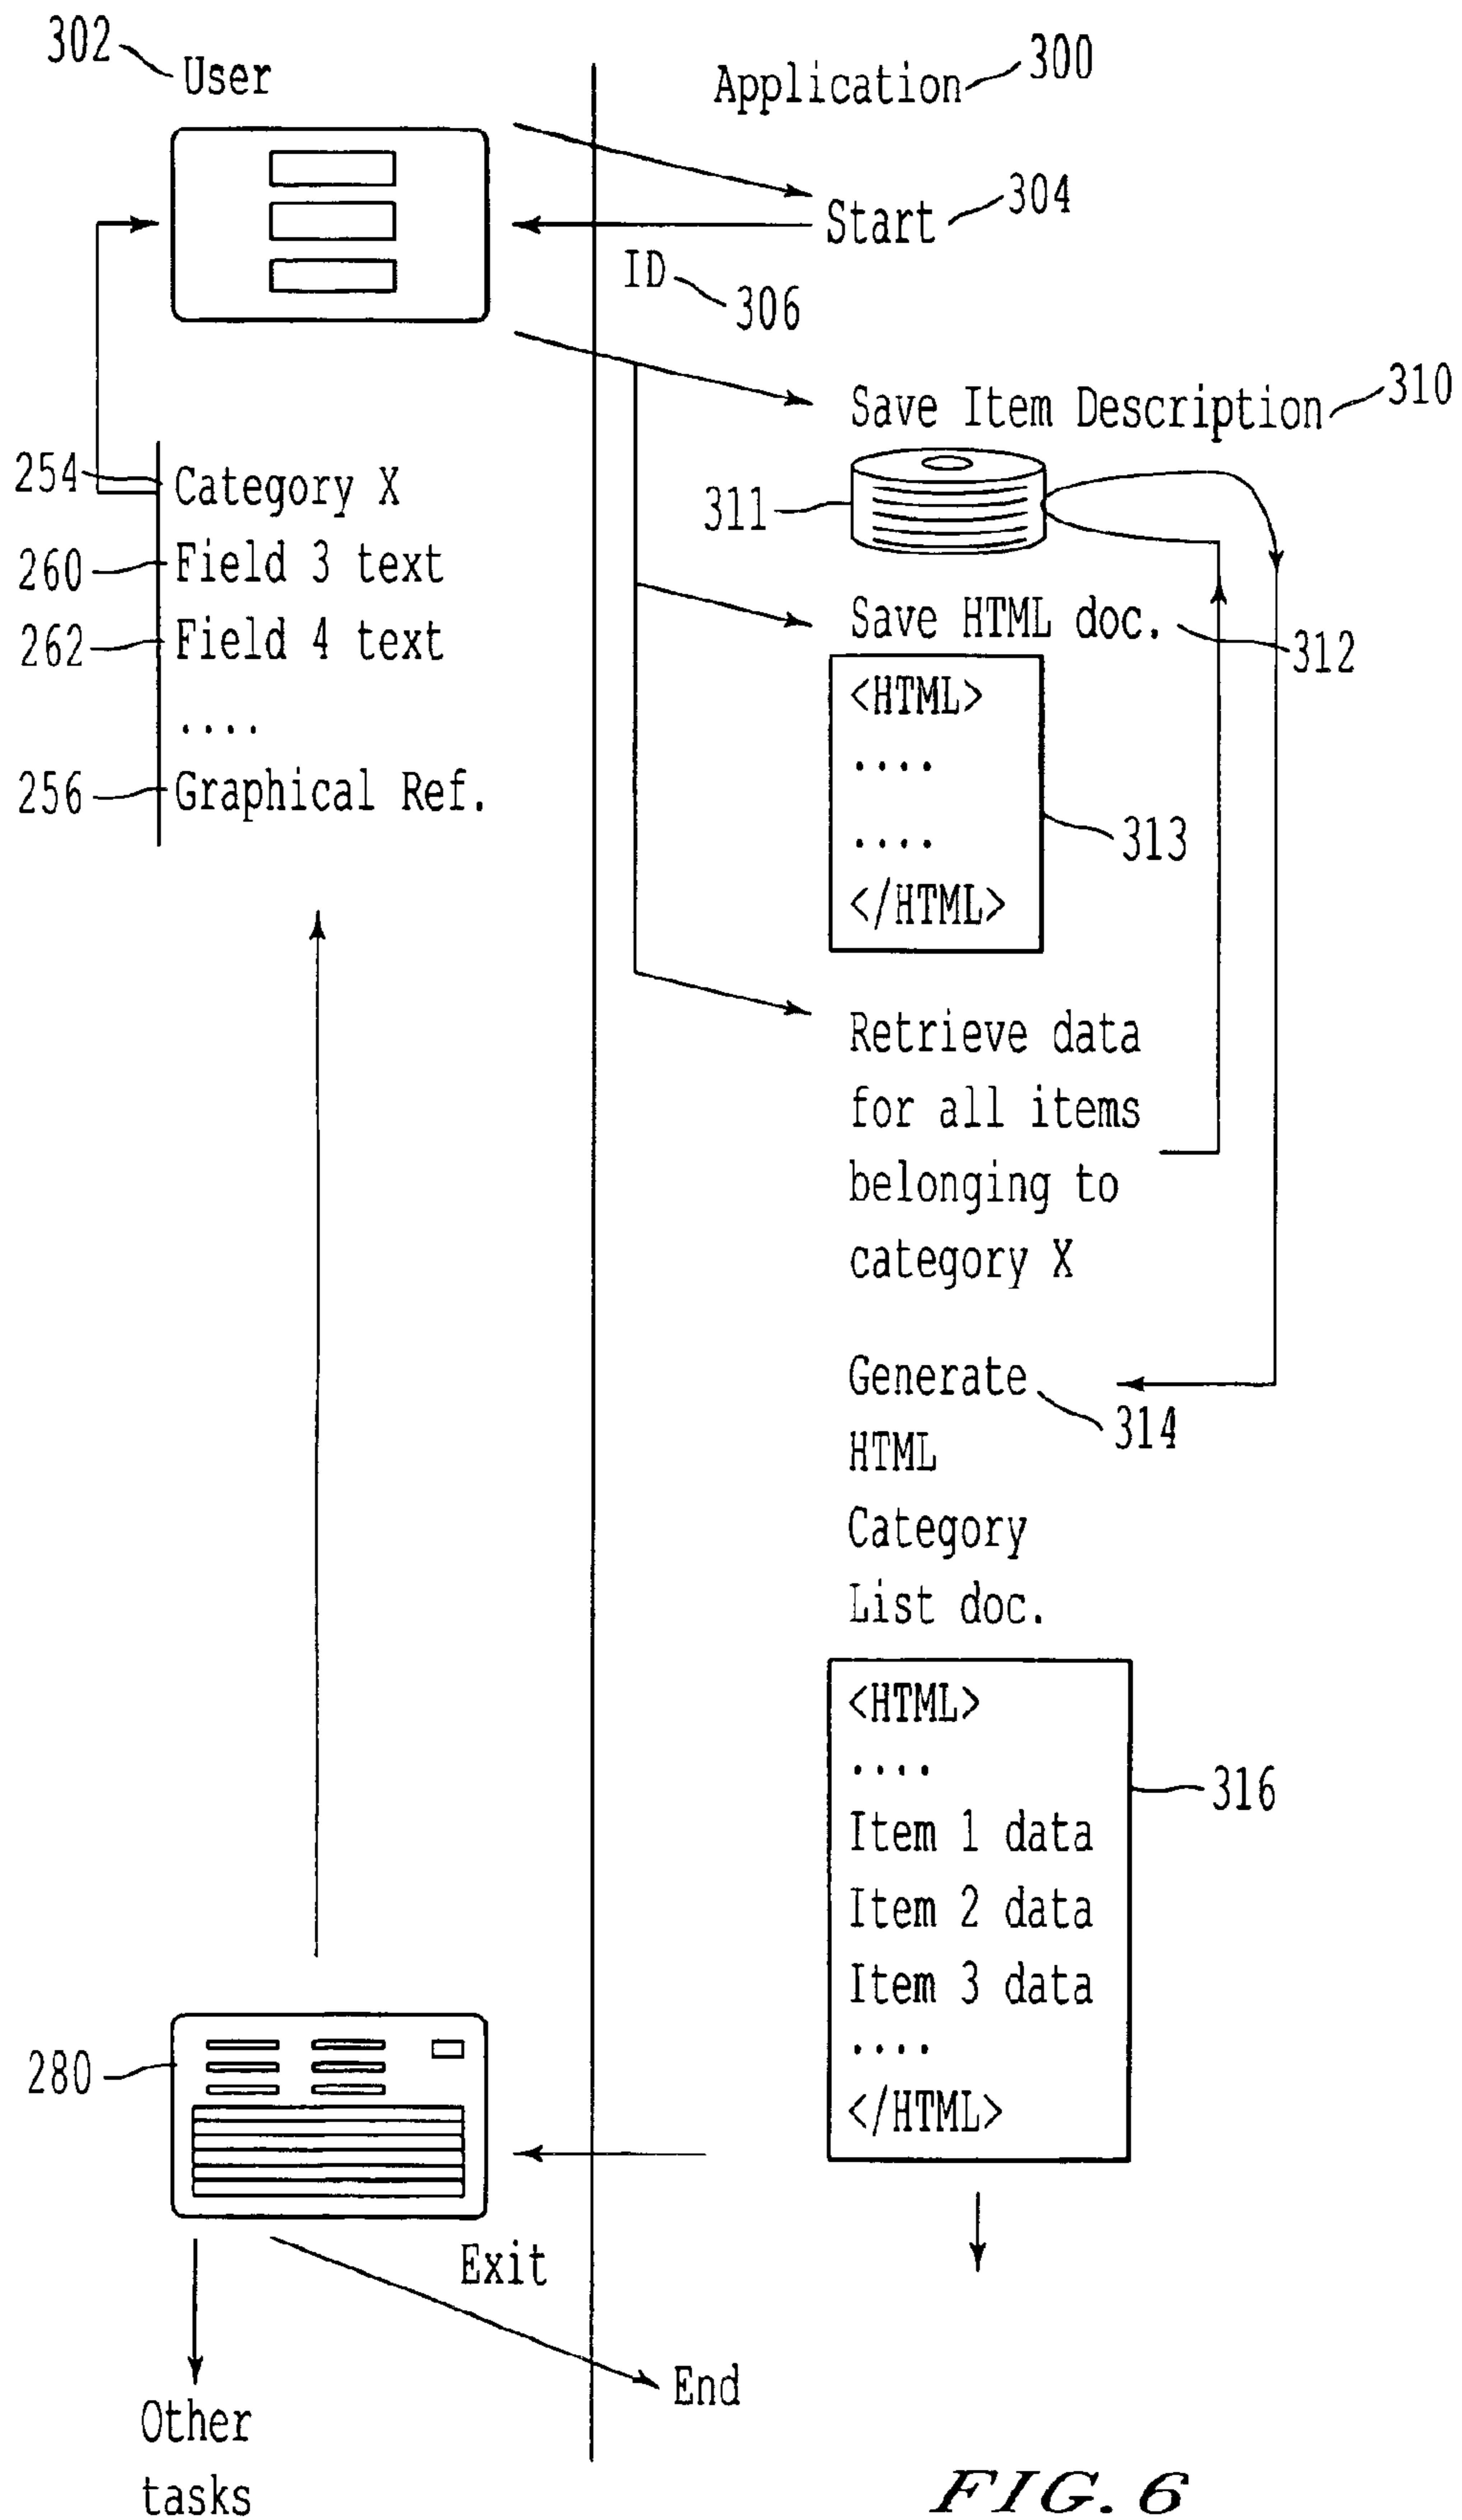 302
User
Application
300
Start
304
ID
306
Save Item Description
310
254
Category X
311
260
Field 3 text
262
Field 4 text
....
256
Graphical Ref.
Save HTML doc.
312
<HTML>
....
....
</HTML>
313
Retrieve data
for all items
belonging to
category X
Generate
314
HTML
Category
List doc.
<HTML>
....
Item 1 data
Item 2 data
Item 3 data
....
</HTML>
316
280
Exit
End
Other
tasks
FIG. 6